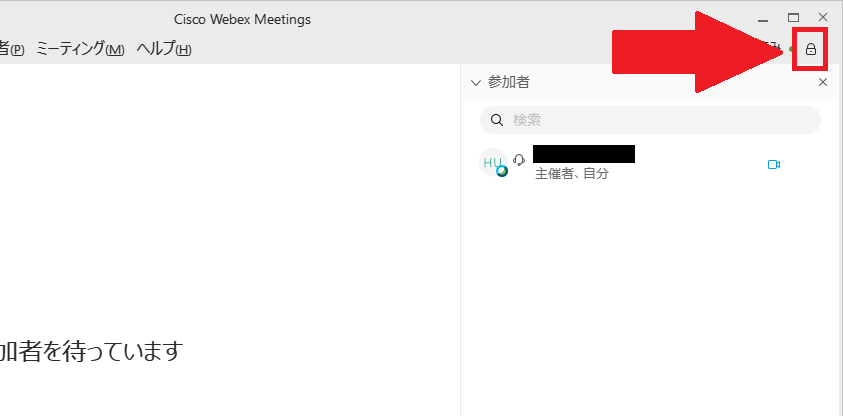 Cisco Webex Meetings
者(P) ミーティング(M) ヘルプ(H)
参加者
検索
HU
主催者、自分
加者を待っています